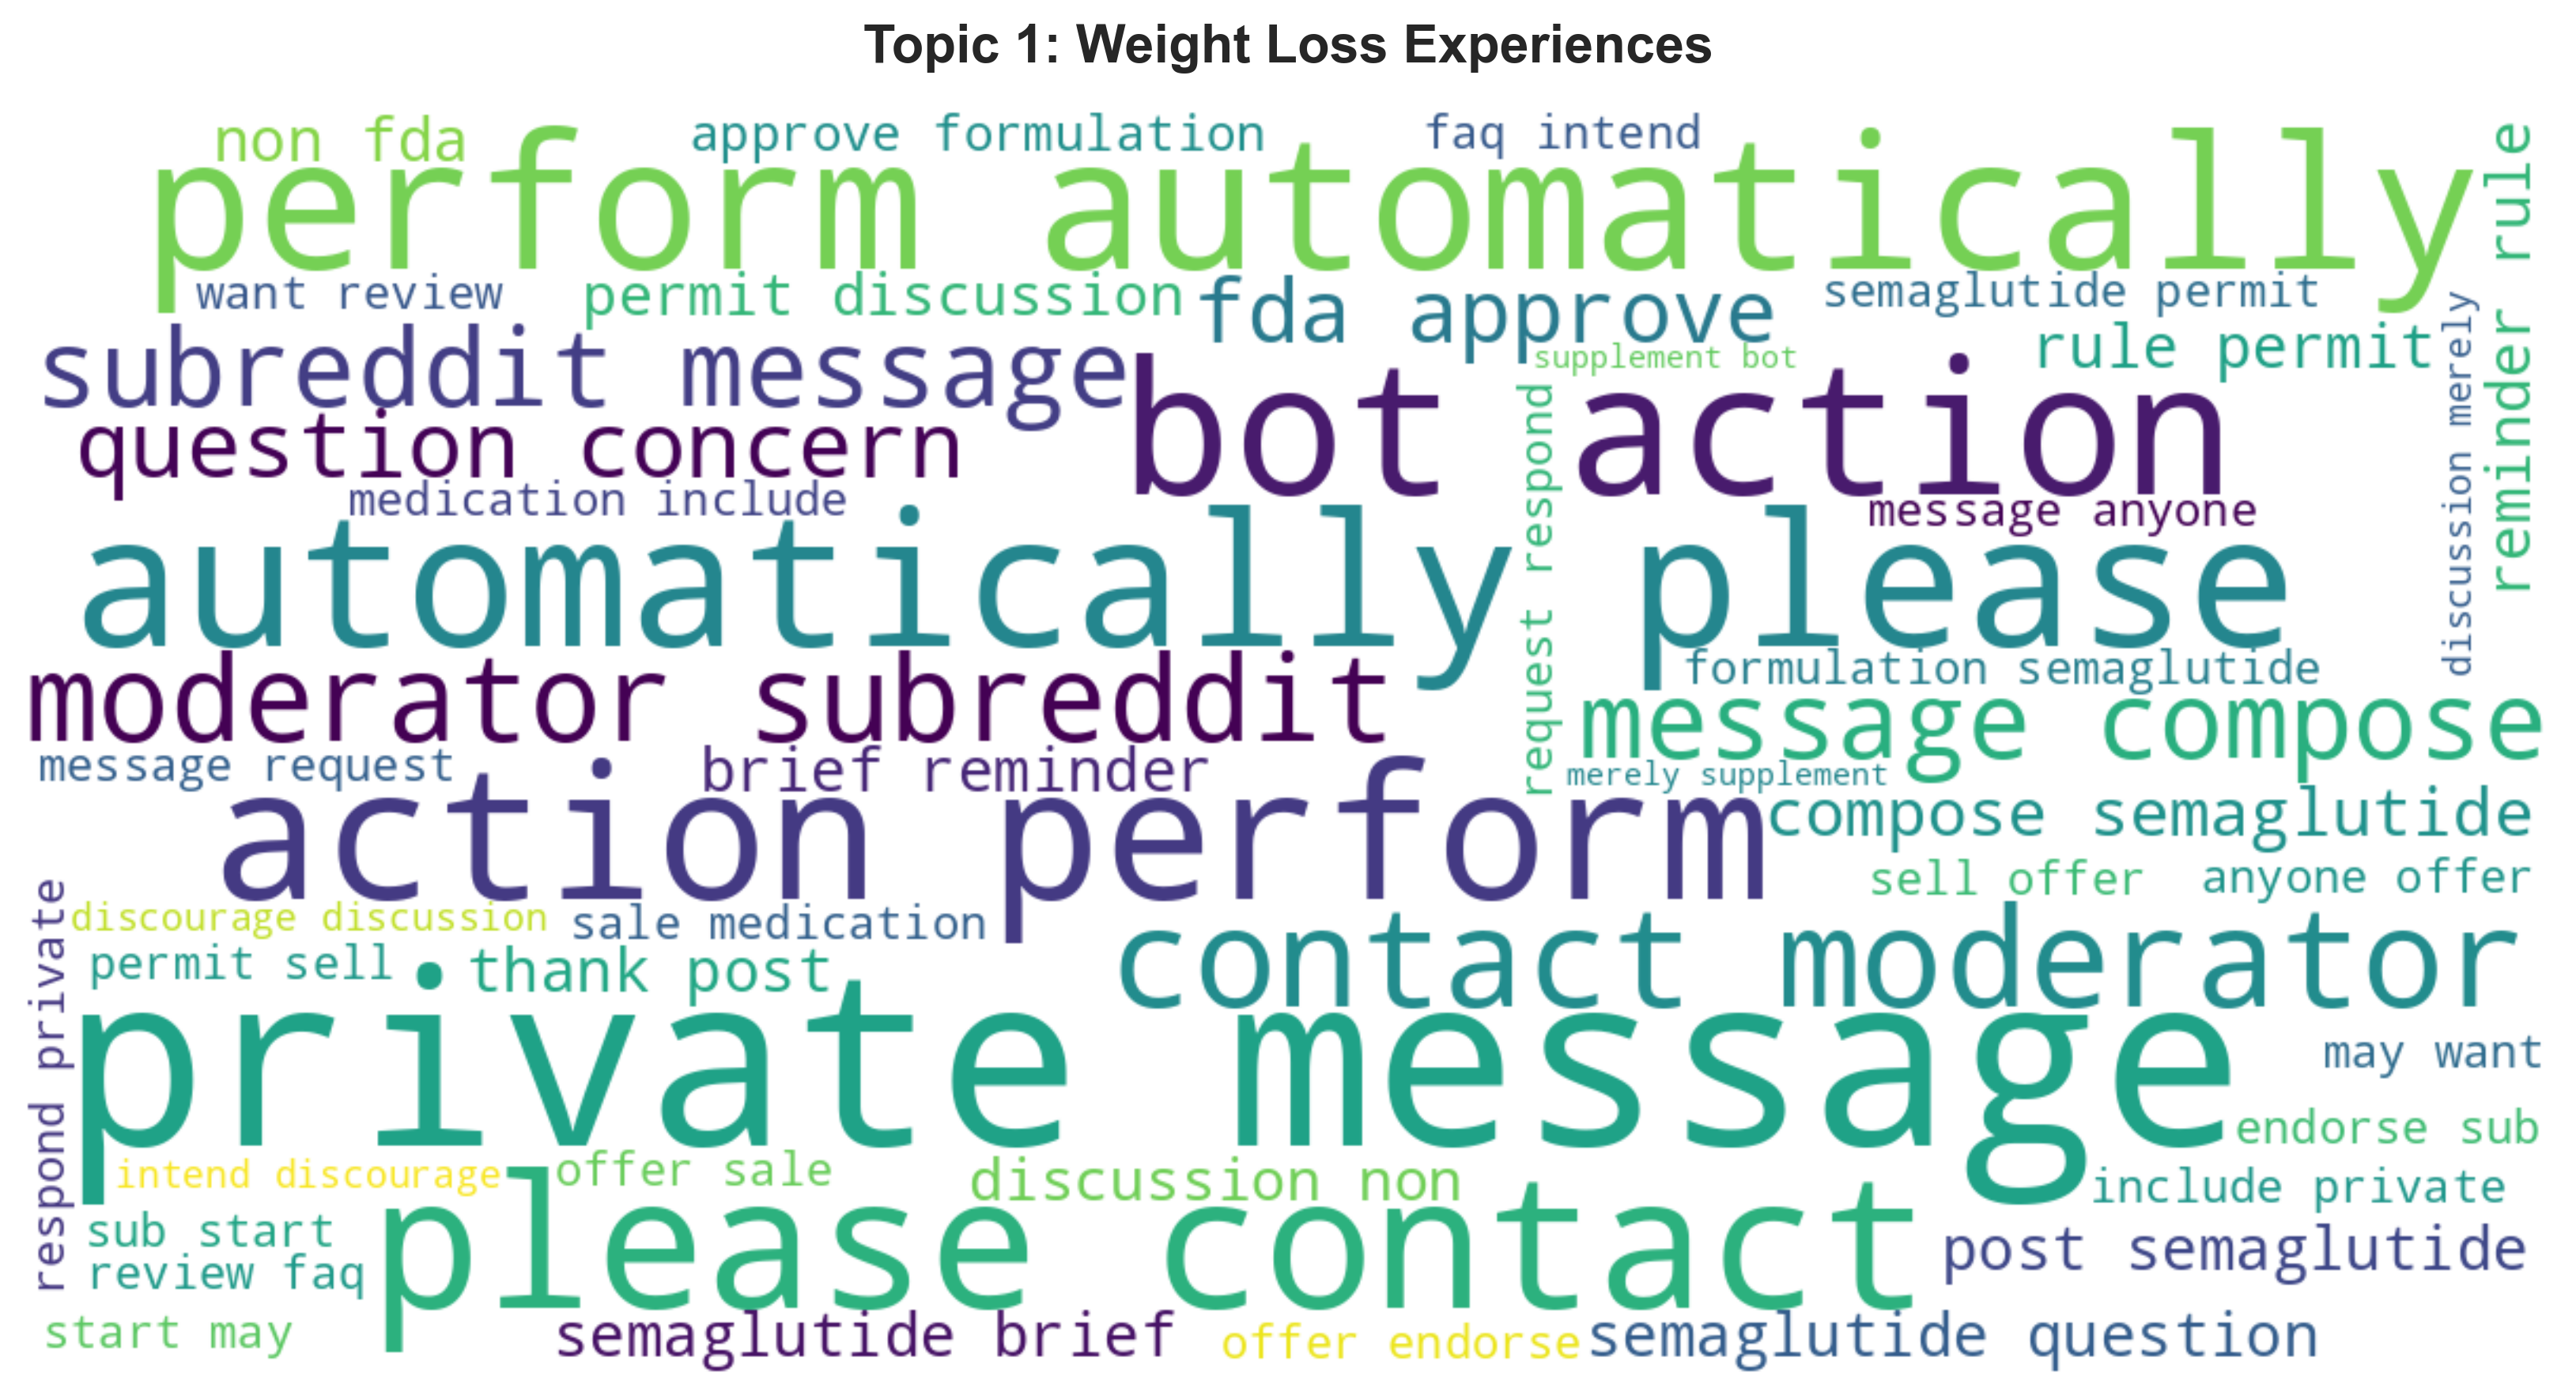 Topic 1: Weight Loss Experiences
non fda
approve formulation
faq intend
perform automatically
reminder rule
want review
permit discussion
fda approve
semaglutide permit
discussion merely
subreddit message
supplement bot
rule permit
question concern
bot action
request respond
medication include
message anyone
automatically please
moderator subreddit
formulation semaglutide
message compose
message request
brief reminder
merely supplement
action perform
compose semaglutide
sell offer
anyone offer
respond private
discourage discussion
sale medication
contact moderator
permit sell
thank post
private message
may want
endorse sub
intend discourage
offer sale
discussion non
include private
sub start
please contact
post semaglutide
review faq
start may
semaglutide brief
offer endorse
semaglutide question